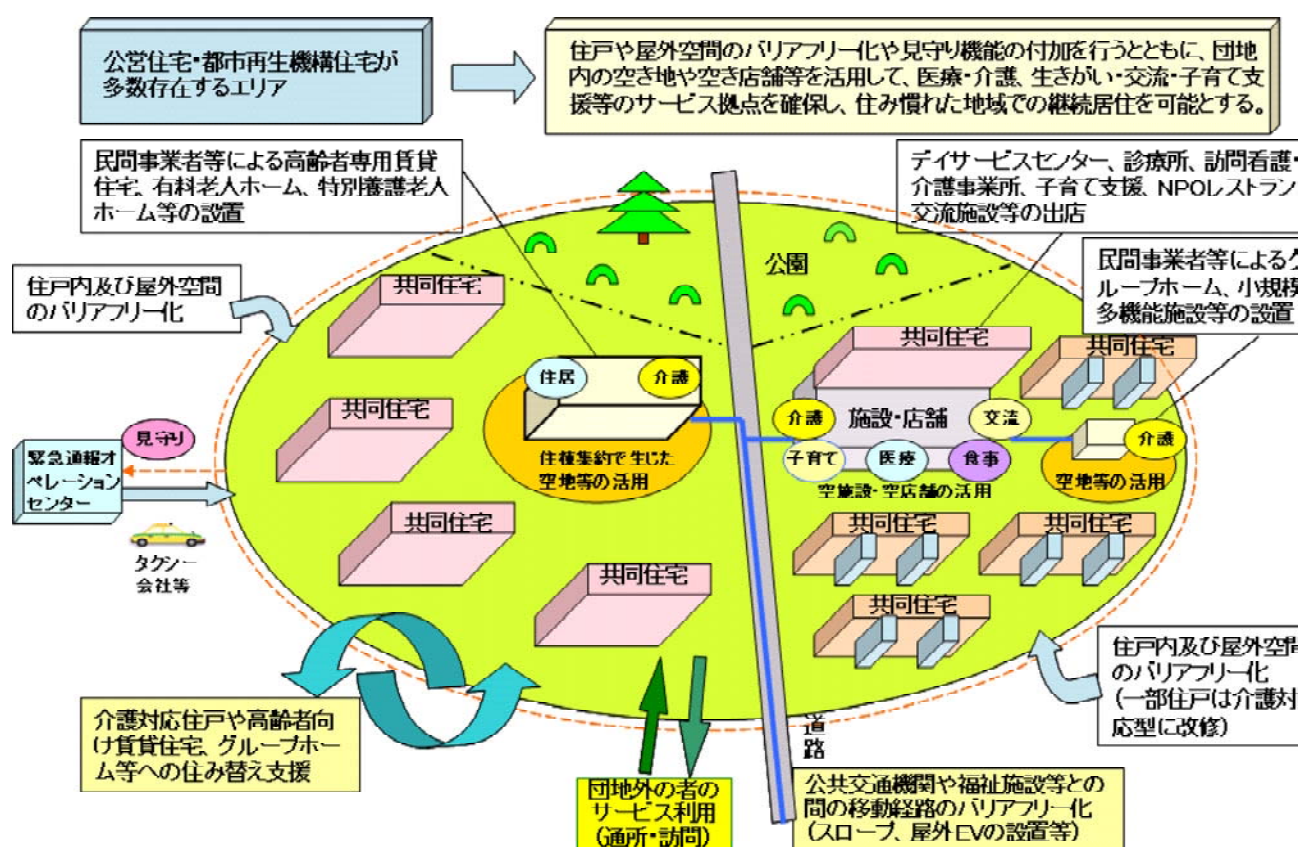 公営住宅・都市再生機構住宅が
多数存在するエリア
住戸や屋外空間のバリアフリー化や見守り機能の付加を行うとともに、団地
内の空き地や空き店舗等を活用して、医療・介護、生きがい・交流・子育て支
援等のサービス拠点を確保し、住み慣れた地域での継続居住を可能とする。
民間事業者等による高齢者専用賃貸
住宅、有料老人ホーム、特別養護老人
ホーム等の設置
デイサービスセンター、診療所、訪問看護・
介護事業所、子育て支援、NPOレストラン
交流施設等の出店
民間事業者等によるグ
ループホーム、小規模
多機能施設等の設置
住戸内及び屋外空間
のバリアフリー化
公園
共同住宅
共同住宅
共同住宅
住居
介護
共同住宅
介護
施設・店舗
交流
介護
子育て
医療
食事
住棟集約で生じた
空地等の活用
空施設・空店舗の活用
空地等の活用
見守り
緊急通報オ
ペレーション
センター
タクシー
会社等
共同住宅
共同住宅
共同住宅
共同住宅
共同住宅
道路
住戸内及び屋外空間
のバリアフリー化
(一部住戸は介護対
応型に改修)
介護対応住戸や高齢者向
け賃貸住宅、グループホー
ム等への住み替え支援
団地外の者の
サービス利用
(通所・訪問)
公共交通機関や福祉施設等との
間の移動経路のバリアフリー化
(スロープ、屋外EVの設置等)